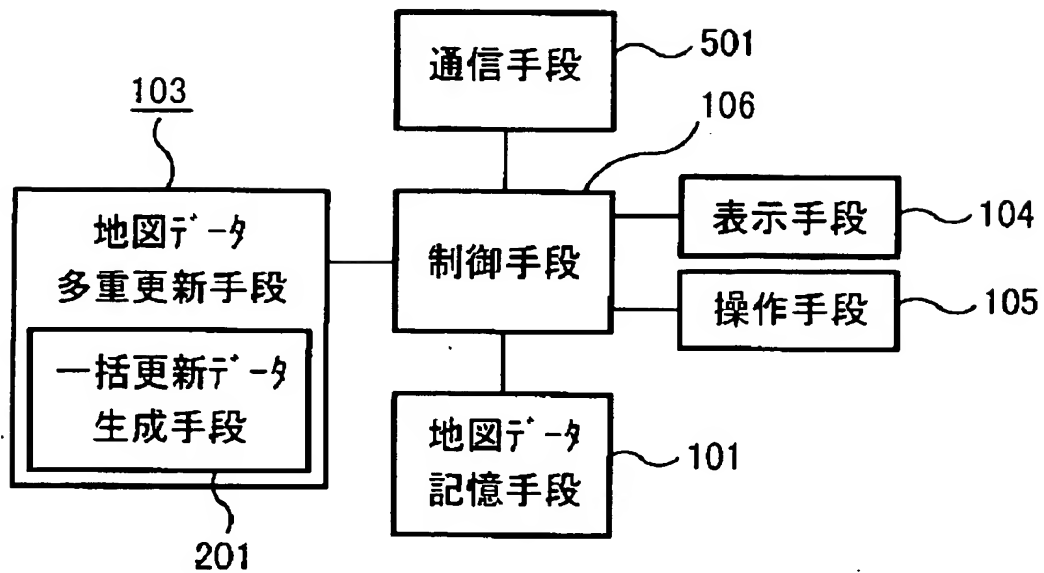 通信手段
501
103
106
地図データ
多重更新手段
制御手段
表示手段
104
操作手段
105
一括更新データ
生成手段
地図データ
記憶手段
101
201